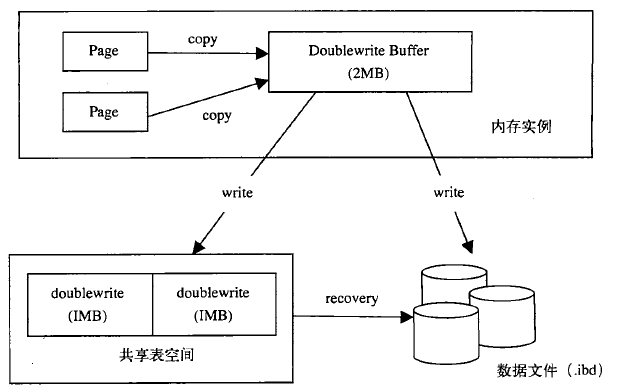 Page
copy
Doublewrite Buffer
(2MB)
Page
copy
内存实例
write
write
doublewrite
(IMB)
doublewrite
(IMB)
recovery
共享表空间
数据文件（.ibd）